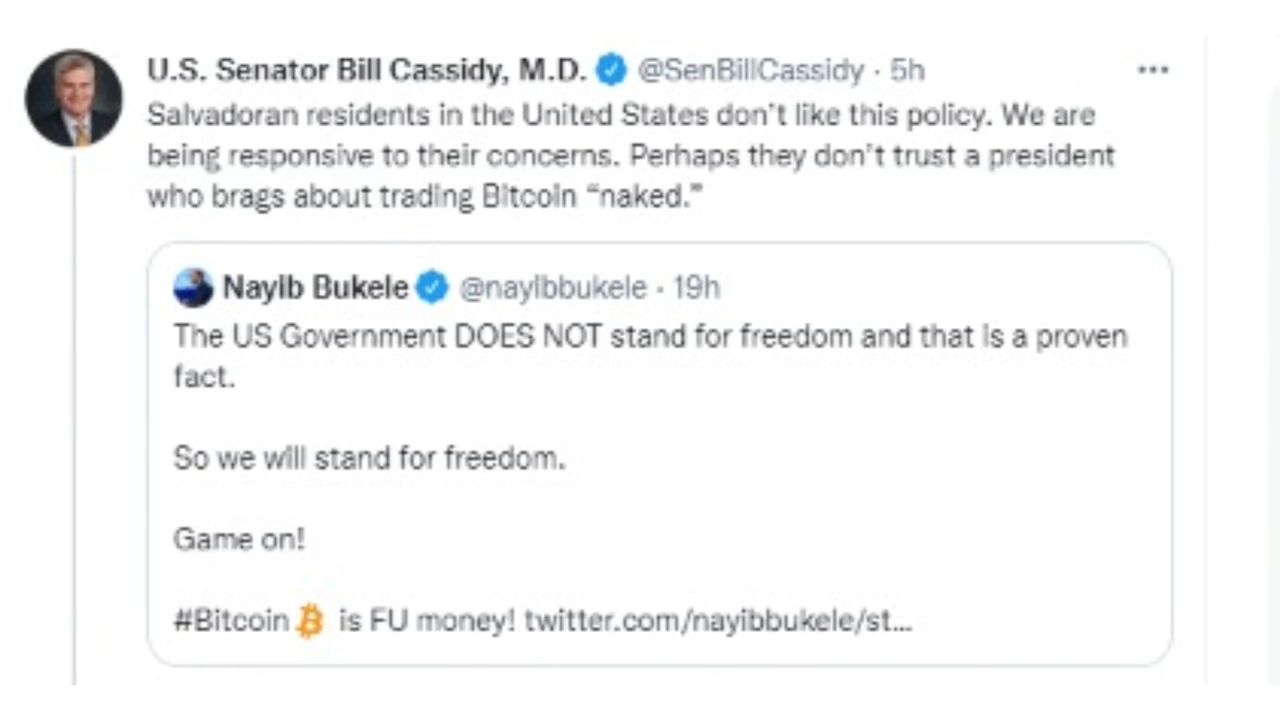 U.S. Senator Bill Cassidy, M.D. @SenBillCassidy · 5h
Salvadoran residents in the United States don't like this policy. We are
being responsive to their concerns. Perhaps they don't trust a president
who brags about trading Bitcoin “naked.”
Nayib Bukele @nayibbukele · 19h
The US Government DOES NOT stand for freedom and that is a proven
fact.
So we will stand for freedom.
Game on!
#Bitcoin is FU money! twitter.com/nayibbukele/st...